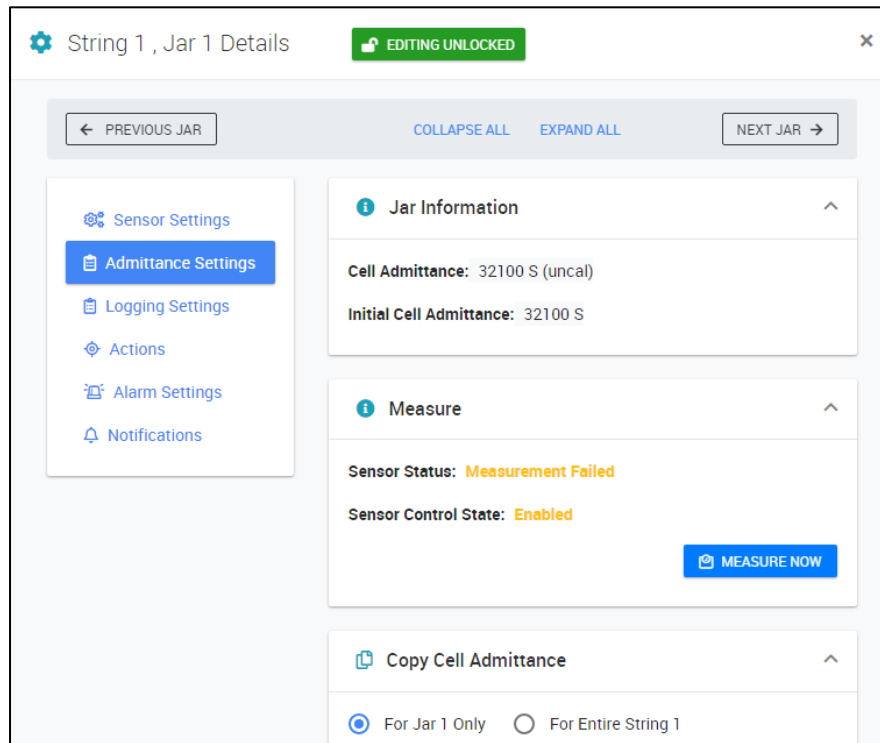 String 1 , Jar 1 Details
EDITING UNLOCKED
PREVIOUS JAR
COLLAPSE ALL
EXPAND ALL
NEXT JAR
Sensor Settings
Admittance Settings
Logging Settings
Actions
Alarm Settings
Notifications
Jar Information
Cell Admittance: 32100 S (uncal)
Initial Cell Admittance: 32100 S
Measure
Sensor Status: Measurement Failed
Sensor Control State: Enabled
MEASURE NOW
Copy Cell Admittance
For Jar 1 Only
For Entire String 1